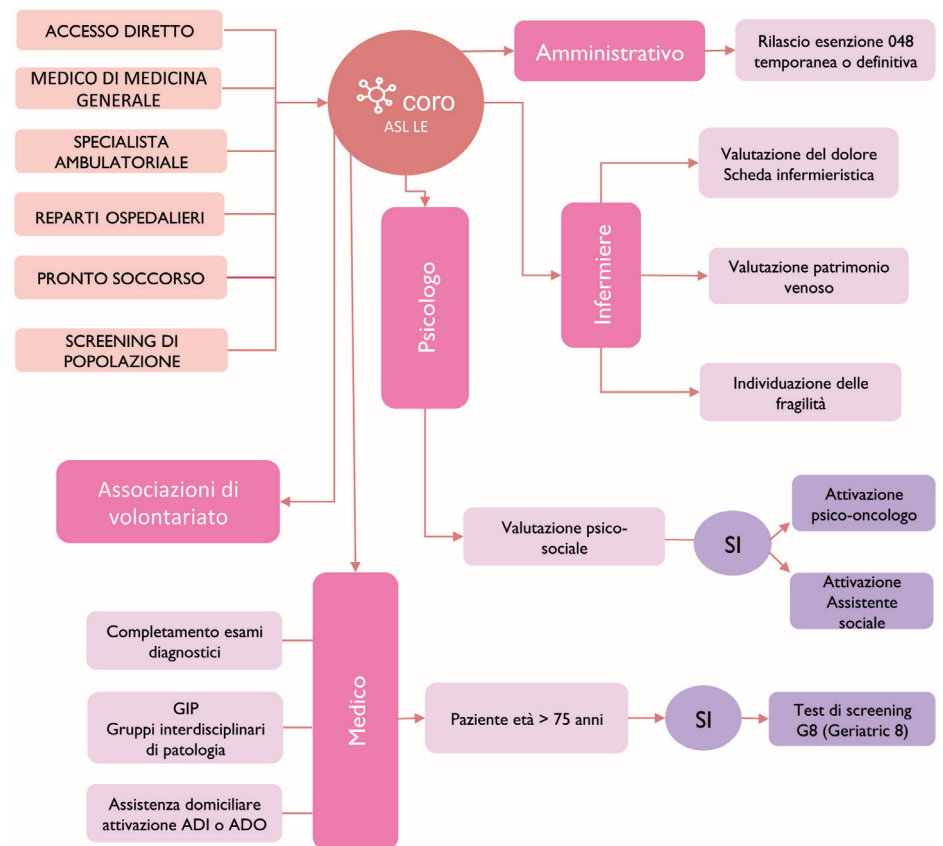 ACCESSO DIRETTO
MEDICO DI MEDICINA
GENERALE
SPECIALISTA
AMBULATORIALE
REPARTI OSPEDALIERI
PRONTO SOCCORSO
SCREENING DI
POPOLAZIONE
coro
ASL LE
Amministrativo
Rilascio esenzione 048
temporanea o definitiva
Psicologo
Infermiere
Valutazione del dolore
Scheda infermieristica
Valutazione patrimonio
venoso
Individuazione delle
fragilità
Associazioni di
volontariato
Valutazione psico-
sociale
SI
Attivazione
psico-oncologo
Attivazione
Assistente
sociale
Completamento esami
diagnostici
GIP
Gruppi interdisciplinari
di patologia
Assistenza domiciliare
attivazione ADI o ADO
Medico
Paziente età > 75 anni
SI
Test di screening
G8 (Geriatric 8)